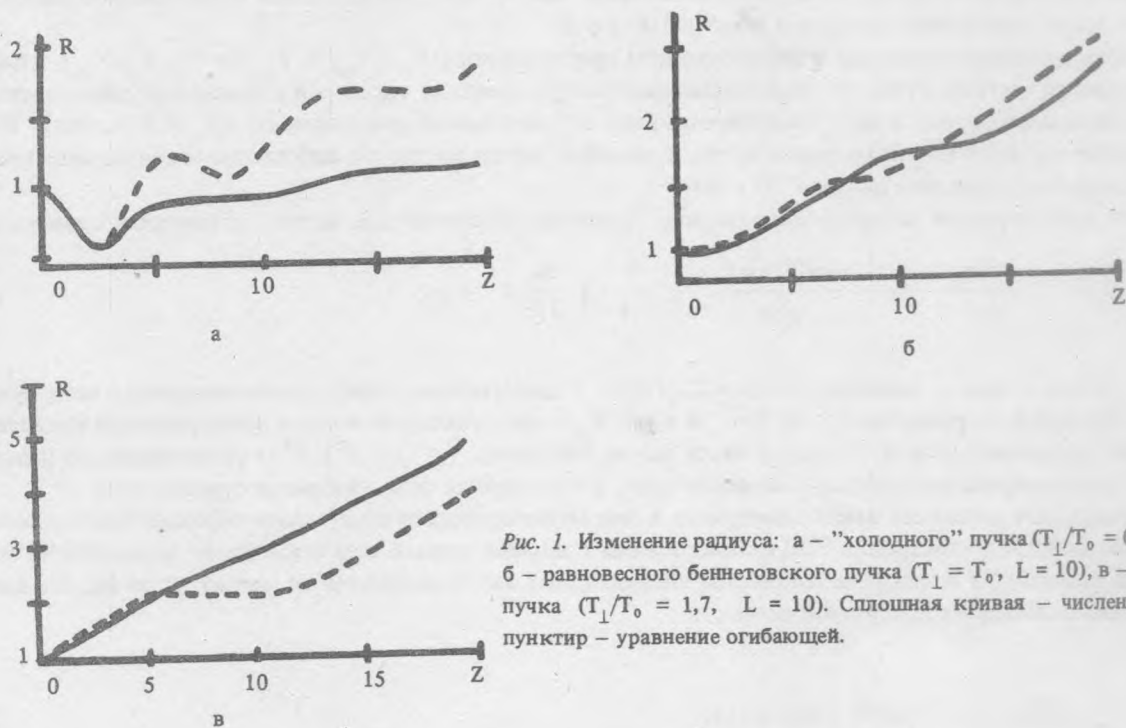 2
R
1
0
10
Z
а
2
1
0
10
Z
б
R
5
3
1
0
5
10
15
Z
в
Рис. 1. Изменение радиуса: а – "холодного" пучка (T⊥/T₀ =
б – равновесного беннетовского пучка (T⊥ = T₀, L = 10), в –
пучка (T⊥/T₀ = 1,7, L = 10). Сплошная кривая – числен
пунктир – уравнение огибающей.